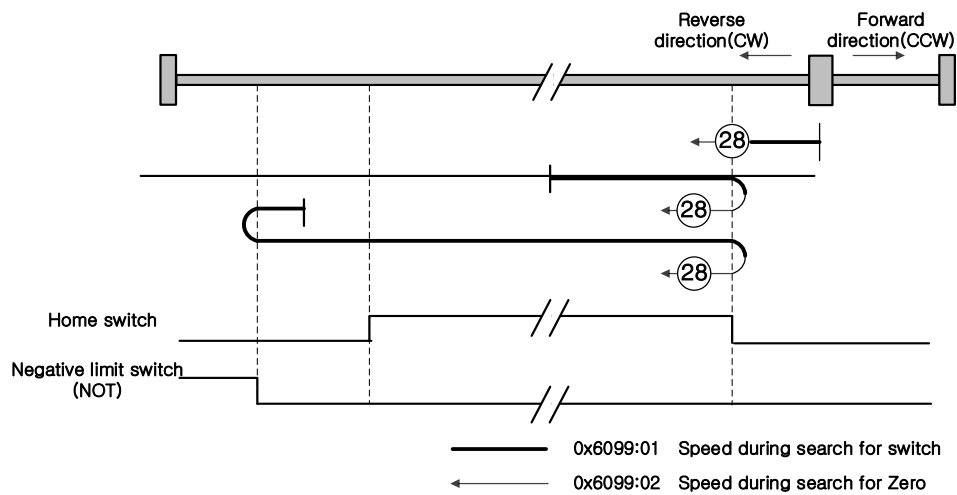 Reverse
direction(CW)
Forward
direction(CCW)
28
28
28
Home switch
Negative limit switch
(NOT)
0x6099:01 Speed during search for switch
0x6099:02 Speed during search for Zero